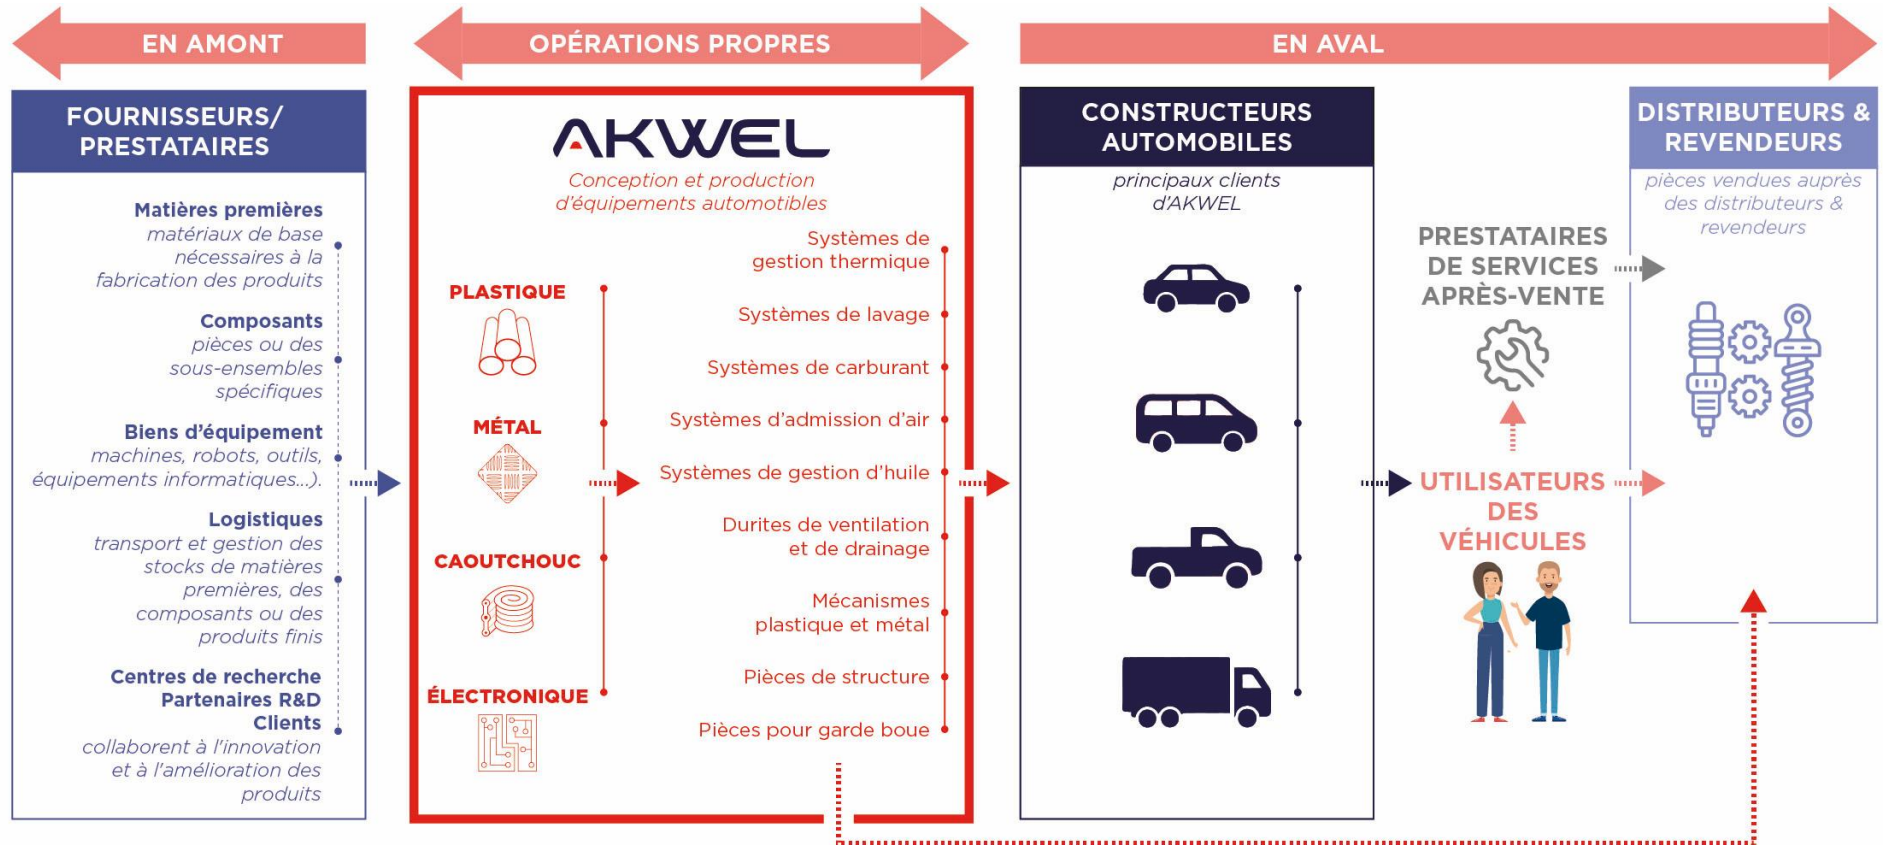 EN AMONT
OPÉRATIONS PROPRES
EN AVAL
FOURNISSEURS/
PRESTATAIRES
Matières premières
matériaux de base
nécessaires à la
fabrication des produits
Composants
pièces ou des
sous-ensembles
spécifiques
Biens d'équipement
machines, robots, outils,
équipements informatiques...).
Logistiques
transport et gestion des
stocks de matières
premières, des
composants ou des
produits finis
Centres de recherche
Partenaires R&D
Clients
collaborent à l'innovation
et à l'amélioration des
produits
AKWEL
Conception et production
d'équipements automotibles
PLASTIQUE
MÉTAL
CAOUTCHOUC
ÉLECTRONIQUE
Systèmes de
gestion thermique
Systèmes de lavage
Systèmes de carburant
Systèmes d'admission d'air
Systèmes de gestion d'huile
Durites de ventilation
et de drainage
Mécanismes
plastique et métal
Pièces de structure
Pièces pour garde boue
CONSTRUCTEURS
AUTOMOBILES
principaux clients
d'AKWEL
PRESTATAIRES
DE SERVICES
APRÈS-VENTE
UTILISATEURS
DES
VÉHICULES
DISTRIBUTEURS &
REVENDEURS
pièces vendues auprès
des distributeurs &
revendeurs